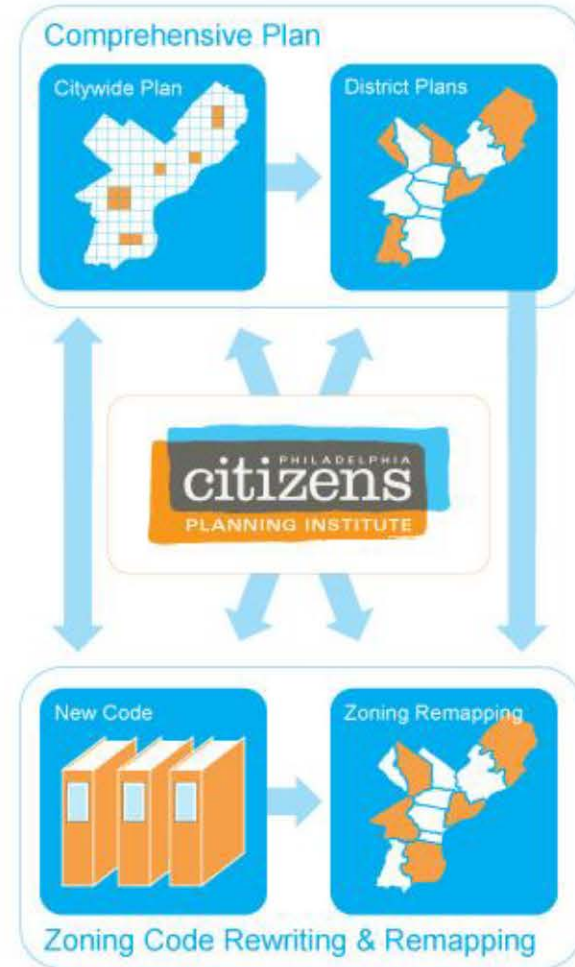 Comprehensive Plan
Citywide Plan
District Plans
PHILADELPHIA
citizens
PLANNING INSTITUTE
New Code
Zoning Remapping
Zoning Code Rewriting & Remapping